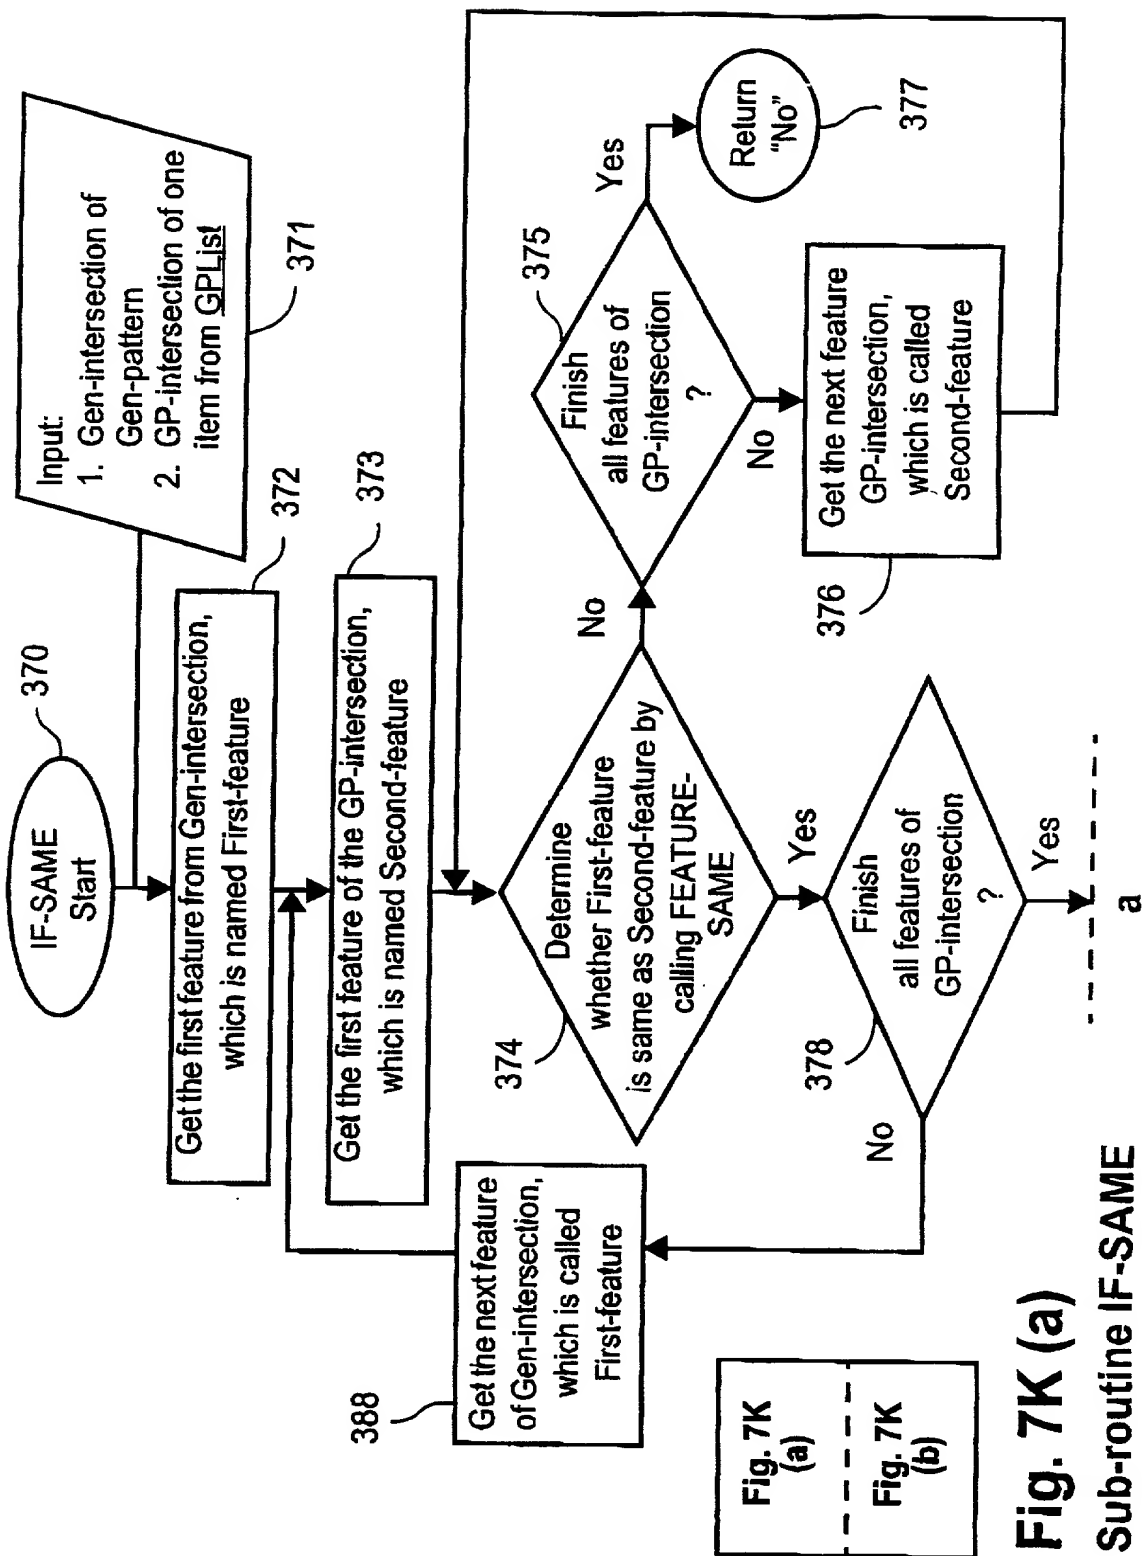 370
IF-SAME
Start
Input:
1. Gen-intersection of
Gen-pattern
2. GP-intersection of one
item from GPList
371
372
Get the first feature from Gen-intersection,
which is named First-feature
373
Get the first feature of the GP-intersection,
which is named Second-feature
374
Determine
whether First-feature
is same as Second-feature by
calling FEATURE-
SAME
No
Yes
375
Finish
all features of
GP-intersection
?
Yes
No
Return
"No"
377
Get the next feature
GP-intersection,
which is called
Second-feature
376
378
Finish
all features of
GP-intersection
?
No
Yes
a
388
Get the next feature
of Gen-intersection,
which is called
First-feature
Fig. 7K
(a)
Fig. 7K
(b)
Fig. 7K (a)
Sub-routine IF-SAME